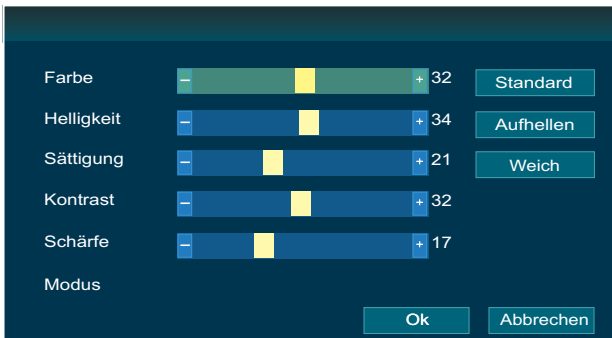 Farbe – + 32 Standard
Helligkeit – + 34 Aufhellen
Sättigung – + 21 Weich
Kontrast – + 32
Schärfe – + 17
Modus
Ok Abbrechen